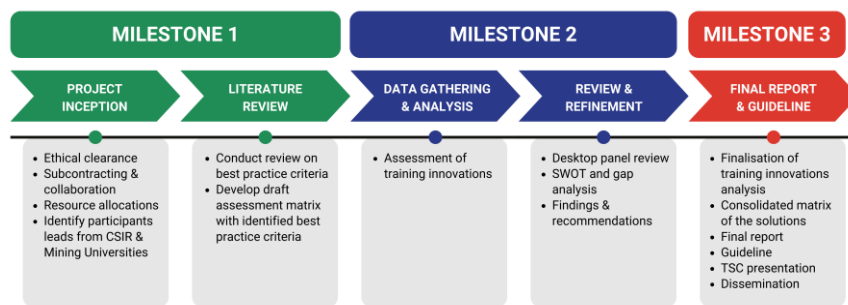 MILESTONE 1
MILESTONE 2
MILESTONE 3
PROJECT
INCEPTION
LITERATURE
REVIEW
DATA GATHERING
& ANALYSIS
REVIEW &
REFINEMENT
FINAL REPORT
& GUIDELINE
• Ethical clearance
• Subcontracting &
collaboration
• Resource allocations
• Identify participants
leads from CSIR &
Mining Universities
• Conduct review on
best practice criteria
• Develop draft
assessment matrix
with identified best
practice criteria
• Assessment of
training innovations
• Desktop panel review
• SWOT and gap
analysis
• Findings &
recommendations
• Finalisation of
training innovations
analysis
• Consolidated matrix
of the solutions
• Final report
• Guideline
• TSC presentation
• Dissemination